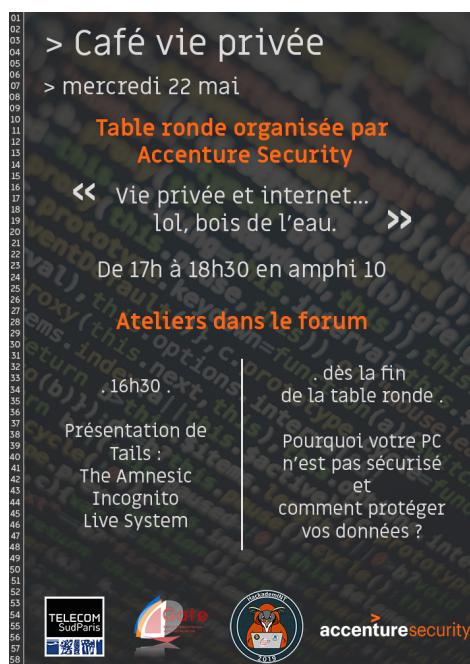 > Café vie privée
> mercredi 22 mai
Table ronde organisée par
Accenture Security
« Vie privée et internet...
lol, bois de l'eau. »
De 17h à 18h30 en amphi 10
Ateliers dans le forum
. 16h30 .
Présentation de
Tails :
The Amnesic
Incognito
Live System
. dès la fin
de la table ronde .
Pourquoi votre PC
n'est pas sécurisé
et
comment protéger
vos données ?
TELECOM
SudParis
Gate
HackademINT
2019
accenturesecurity